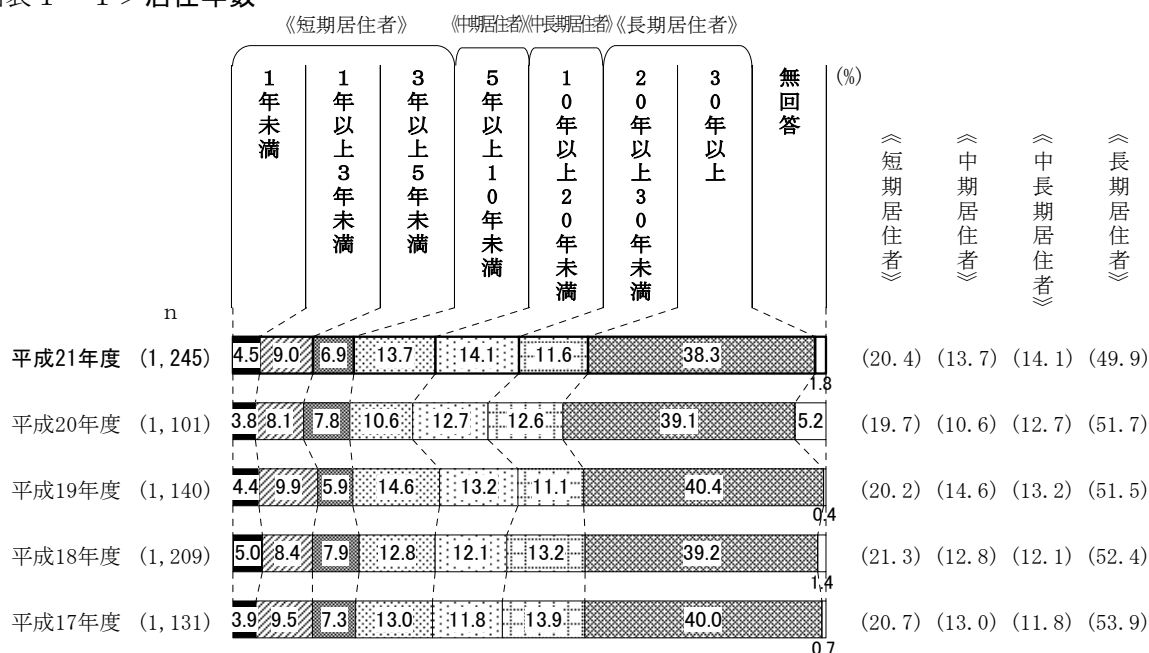 居住年数
《短期居住者》 《中期居住者》 《中長期居住者》 《長期居住者》
1年未満
1年以上3年未満
3年以上5年未満
5年以上10年未満
10年以上20年未満
20年以上30年未満
30年以上
無回答
(%)
《短期居住者》
《中期居住者》
《中長期居住者》
《長期居住者》
n
平成21年度 (1,245) 4.5 9.0 6.9 13.7 14.1 11.6 38.3 1.8 (20.4) (13.7) (14.1) (49.9)
平成20年度 (1,101) 3.8 8.1 7.8 10.6 12.7 12.6 39.1 5.2 (19.7) (10.6) (12.7) (51.7)
平成19年度 (1,140) 4.4 9.9 5.9 14.6 13.2 11.1 40.4 0.4 (20.2) (14.6) (13.2) (51.5)
平成18年度 (1,209) 5.0 8.4 7.9 12.8 12.1 13.2 39.2 1.4 (21.3) (12.8) (12.1) (52.4)
平成17年度 (1,131) 3.9 9.5 7.3 13.0 11.8 13.9 40.0 0.7 (20.7) (13.0) (11.8) (53.9)